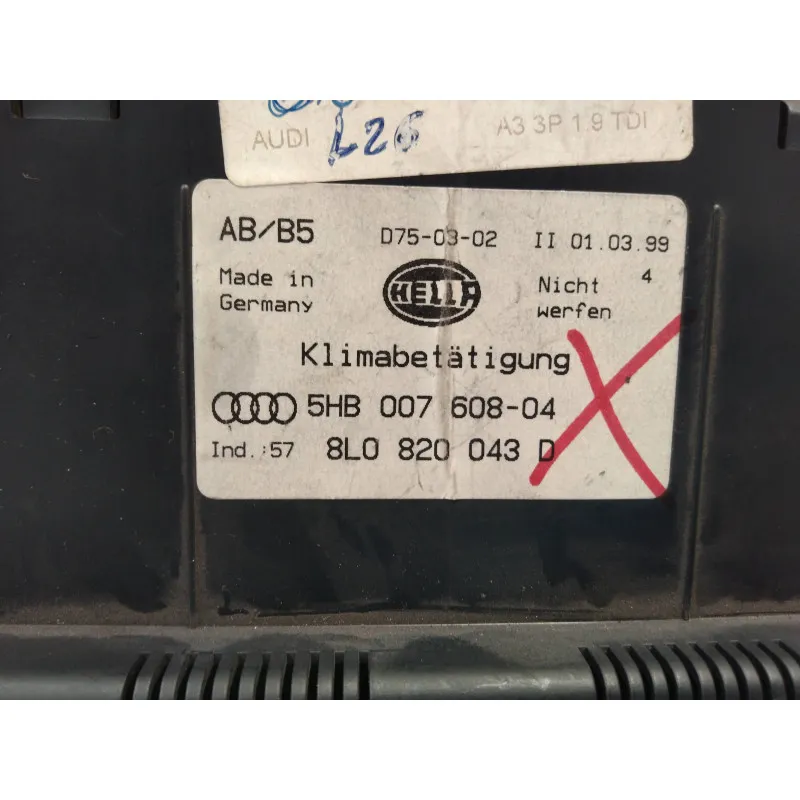 AUDI L26 A3 3P 1.9 TDI
AB/B5 D75-03-02 II 01.03.99
Made in Germany
HELLA
Nicht 4
werfen
Klimabetätigung
5HB 007 608-04
Ind.:57 8L0 820 043 D